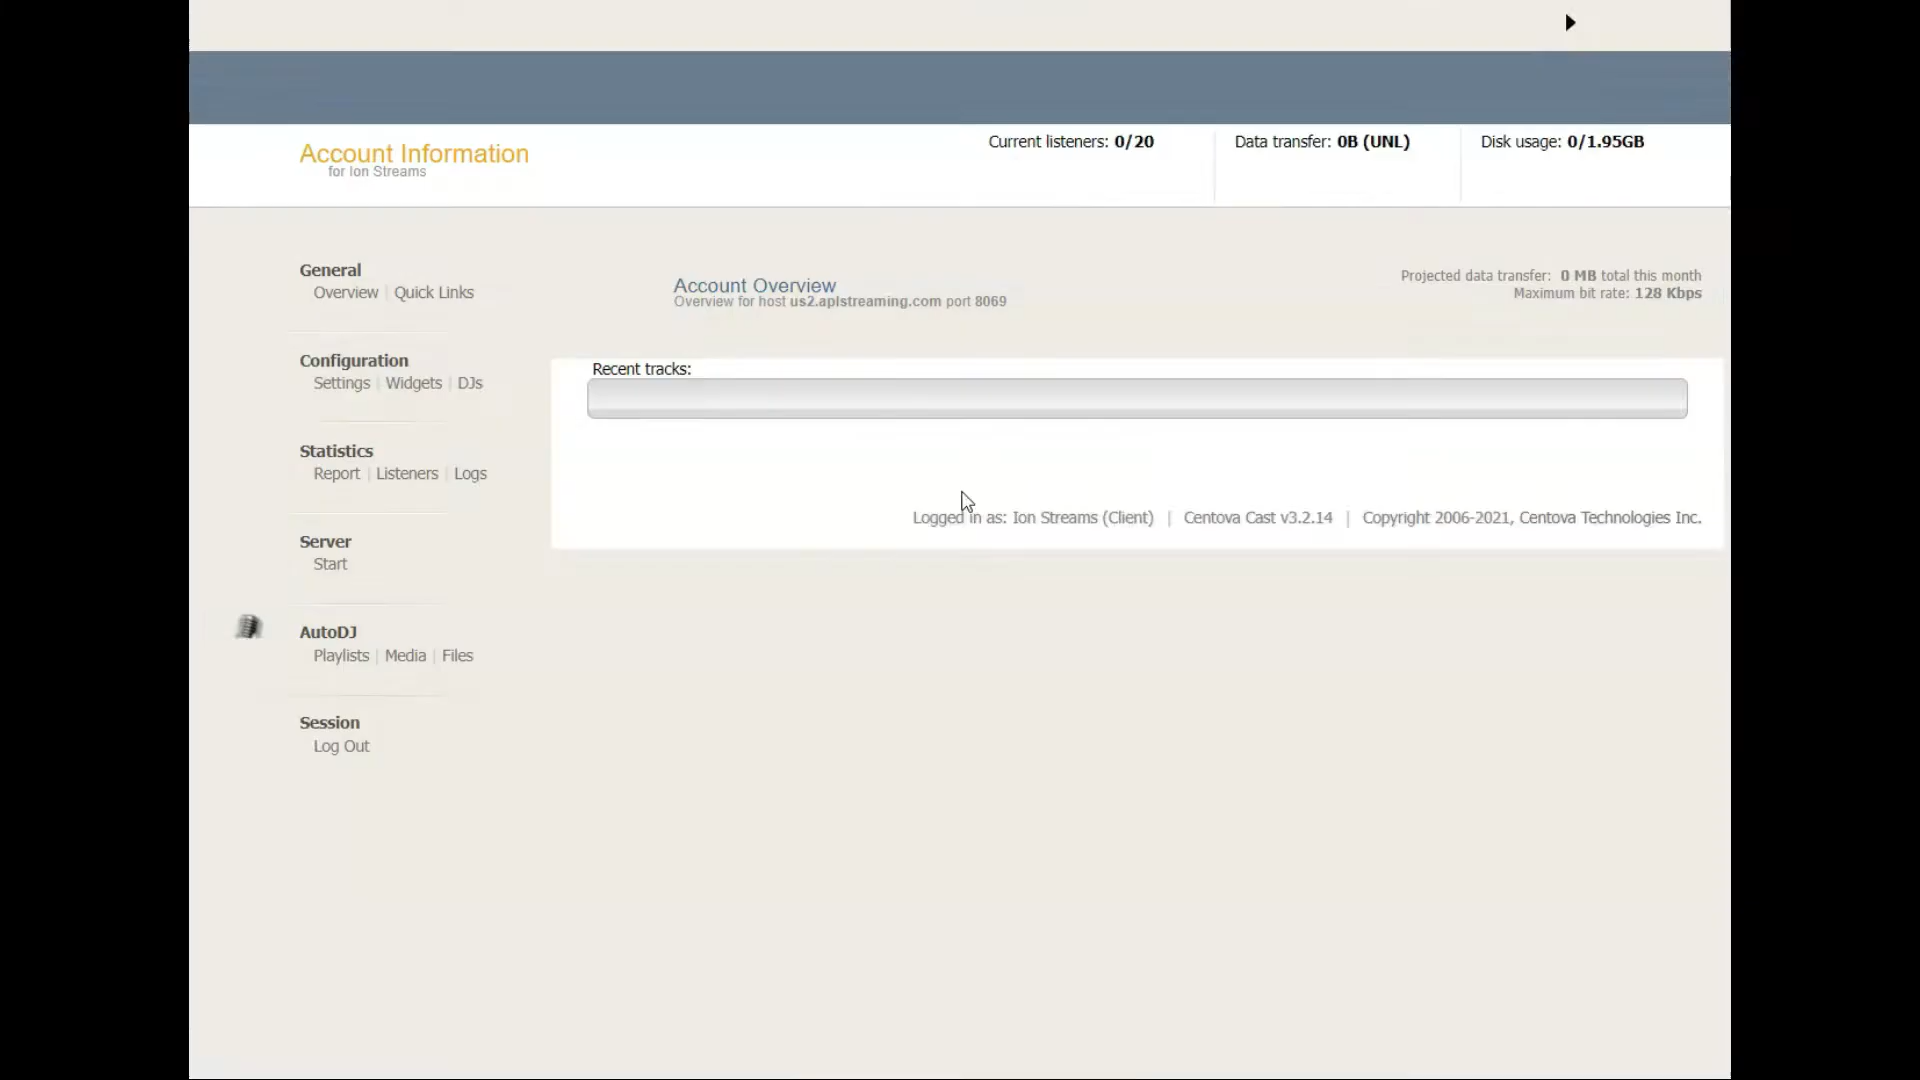 Account Information
for Ion Streams
Current listeners: 0/20
Data transfer: 0B (UNL)
Disk usage: 0/1.95GB
General
Overview | Quick Links
Configuration
Settings | Widgets | DJs
Statistics
Report | Listeners | Logs
Server
Start
AutoDJ
Playlists | Media | Files
Session
Log Out
Account Overview
Overview for host us2.aplstreaming.com port 8069
Projected data transfer: 0 MB total this month
Maximum bit rate: 128 Kbps
Recent tracks:
Logged in as: Ion Streams (Client) | Centova Cast v3.2.14 | Copyright 2006-2021, Centova Technologies Inc.